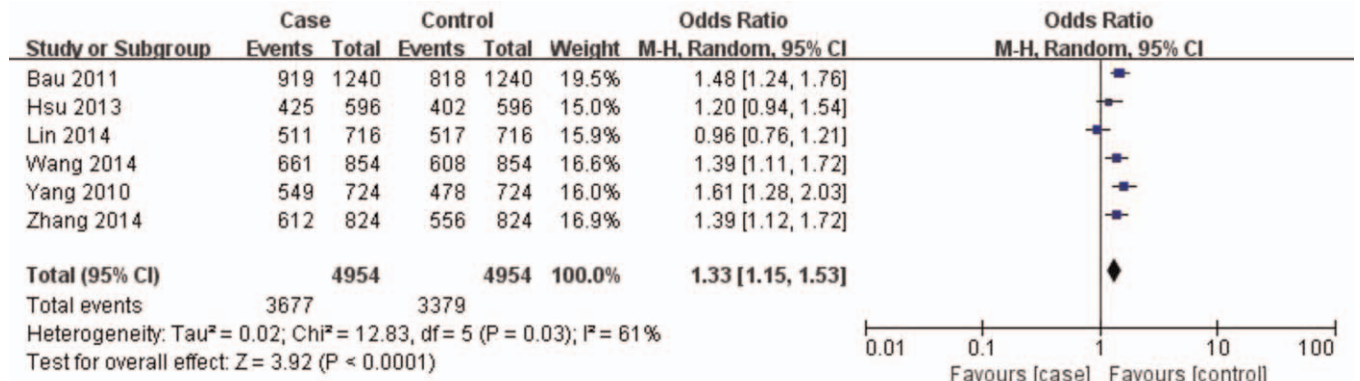 Case Control Odds Ratio Odds Ratio
Study or Subgroup Events Total Events Total Weight M-H, Random, 95% CI M-H, Random, 95% CI
Bau 2011 919 1240 818 1240 19.5% 1.48 [1.24, 1.76]
Hsu 2013 425 596 402 596 15.0% 1.20 [0.94, 1.54]
Lin 2014 511 716 517 716 15.9% 0.96 [0.76, 1.21]
Wang 2014 661 854 608 854 16.6% 1.39 [1.11, 1.72]
Yang 2010 549 724 478 724 16.0% 1.61 [1.28, 2.03]
Zhang 2014 612 824 556 824 16.9% 1.39 [1.12, 1.72]
Total (95% CI) 4954 4954 100.0% 1.33 [1.15, 1.53]
Total events 3677 3379
Heterogeneity: Tau² = 0.02; Chi² = 12.83, df = 5 (P = 0.03); I² = 61%
Test for overall effect: Z = 3.92 (P < 0.0001)
0.01 0.1 1 10 100
Favours [case] Favours [control]